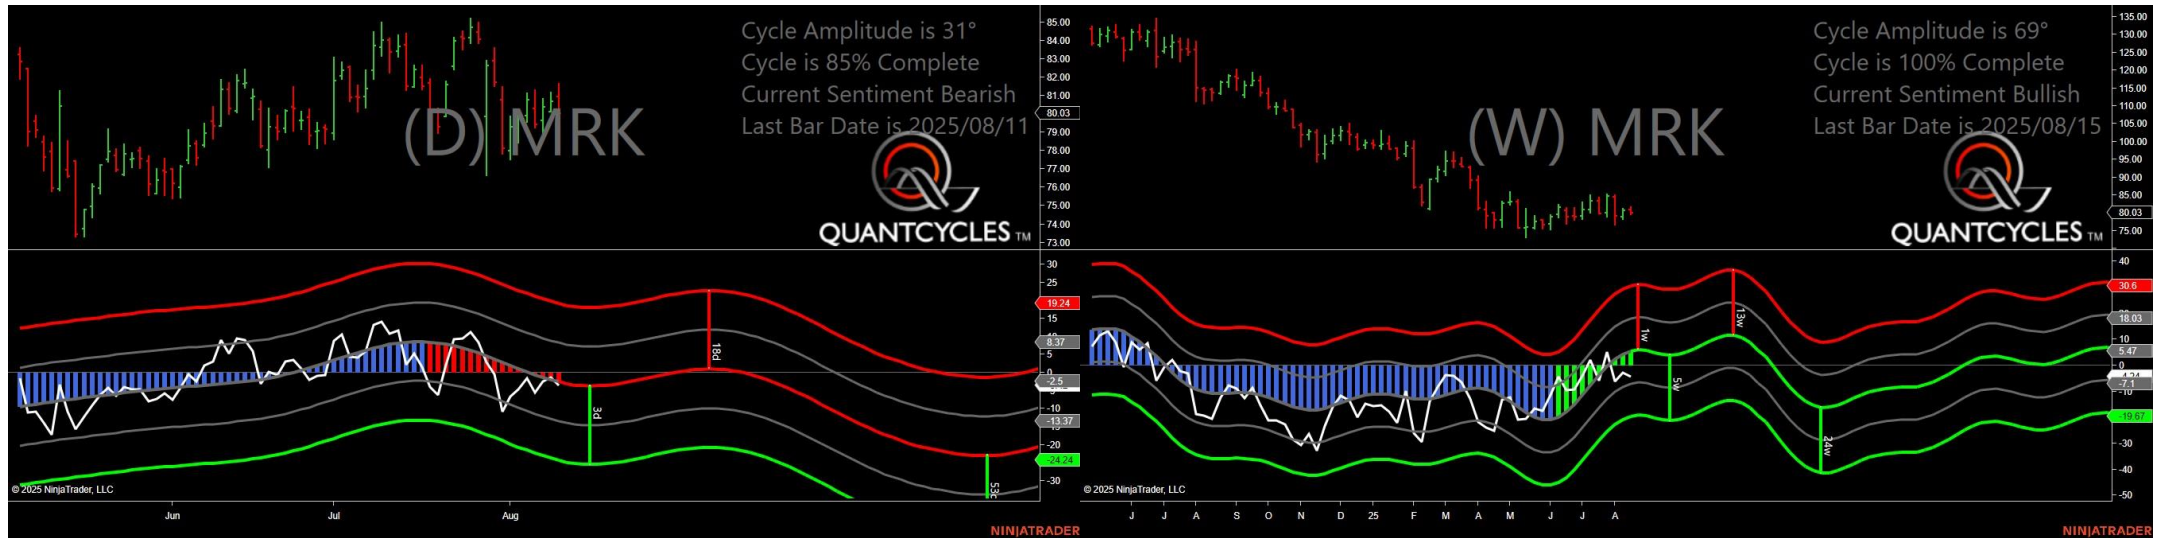 Cycle Amplitude is 31°
Cycle is 85% Complete
Current Sentiment Bearish
Last Bar Date is 2025/08/11
(D) MRK
QUANTCYCLES TM
85.00
84.00
83.00
82.00
81.00
80.03
79.00
78.00
77.00
76.00
75.00
74.00
73.00
30
25
19.24
15
8.37
5
0
-2.5
-10
-13.37
-20
-24.24
-30
18d
3d
© 2025 NinjaTrader, LLC
Jun Jul Aug
NINJATRADER
Cycle Amplitude is 69°
Cycle is 100% Complete
Current Sentiment Bullish
Last Bar Date is 2025/08/15
(W) MRK
QUANTCYCLES TM
135.00
130.00
125.00
120.00
115.00
110.00
105.00
100.00
95.00
90.00
85.00
80.03
75.00
40
30.6
18.03
10
5.47
0
-7.1
-19.67
-30
-40
-50
1w
13w
5w
24w
© 2025 NinjaTrader, LLC
J J A S O N D 25 F M A M J J A
NINJATRADER